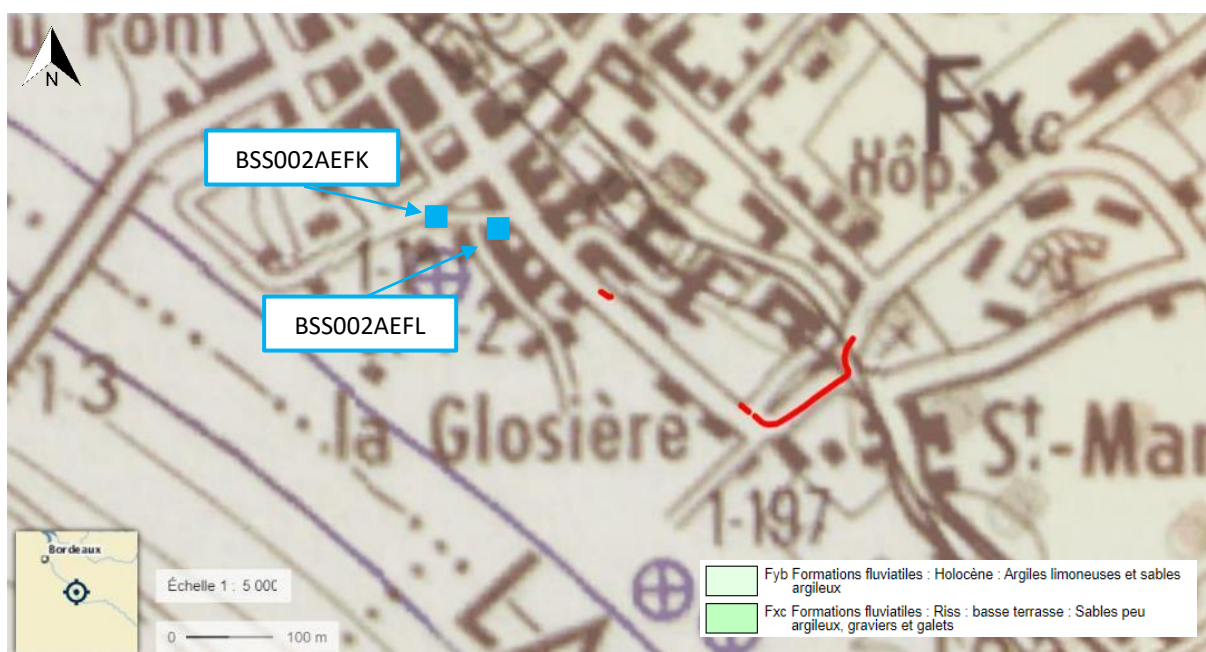 u Pont
N
BSS002AEFK
Fxc
Hôp.
BSS002AEFL
1-3
la Glosière
St.-Mar
1-197
Bordeaux
Échelle 1 : 5 000
0 100 m
Fyb Formations fluviatiles : Holocène : Argiles limoneuses et sables
argileux
Fxc Formations fluviatiles : Riss : basse terrasse : Sables peu
argileux, graviers et galets